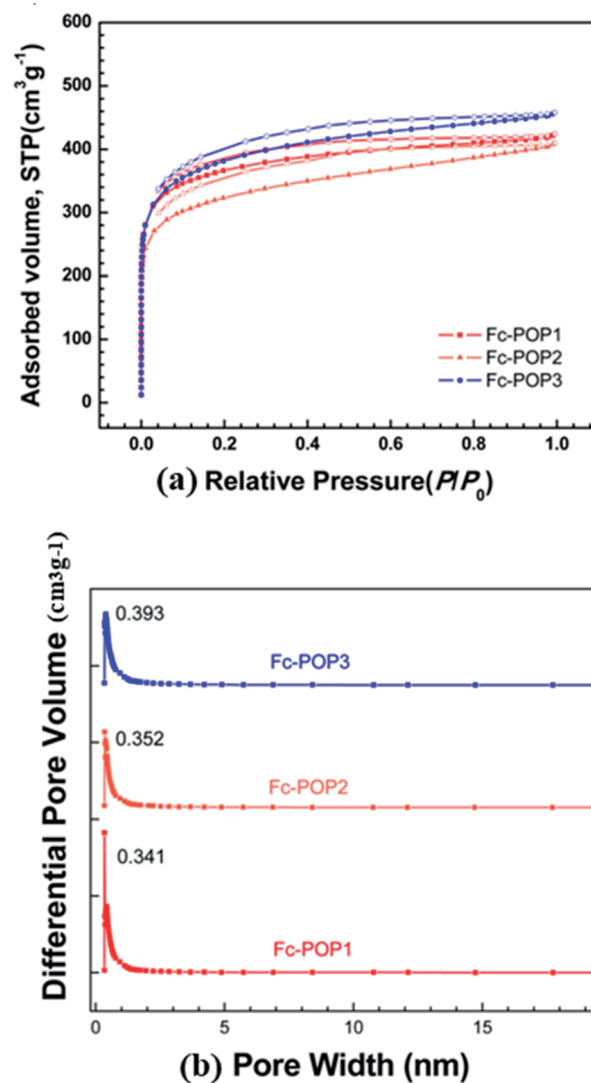 600
500
400
300
200
100
0
Adsorbed volume, STP(cm³g⁻¹)
Fc-POP1
Fc-POP2
Fc-POP3
0.0 0.2 0.4 0.6 0.8 1.0
(a) Relative Pressure(P/P₀)
Differential Pore Volume (cm3g-1)
0.393
Fc-POP3
0.352
Fc-POP2
0.341
Fc-POP1
0 5 10 15
(b) Pore Width (nm)